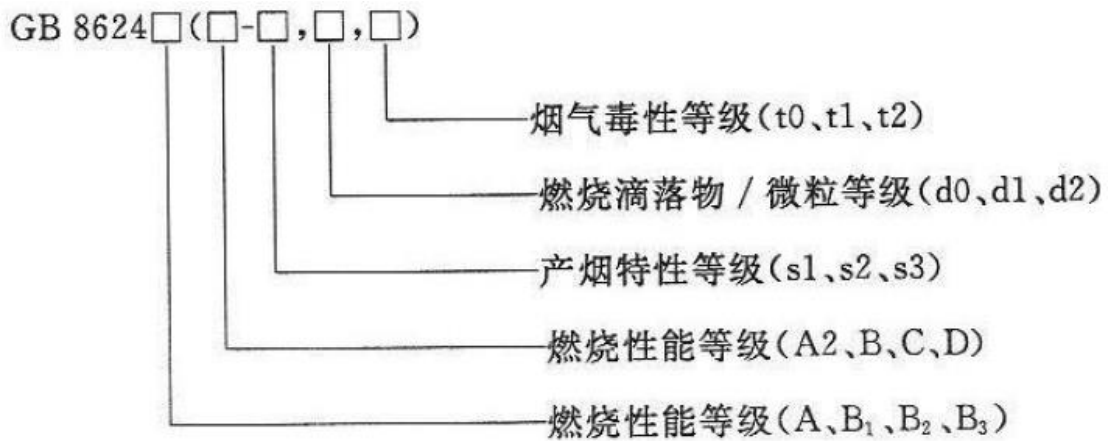 GB 8624□(□-□,□,□)
烟气毒性等级(t0、t1、t2)
燃烧滴落物/微粒等级(d0、d1、d2)
产烟特性等级(s1、s2、s3)
燃烧性能等级(A2、B、C、D)
燃烧性能等级(A、B₁、B₂、B₃)